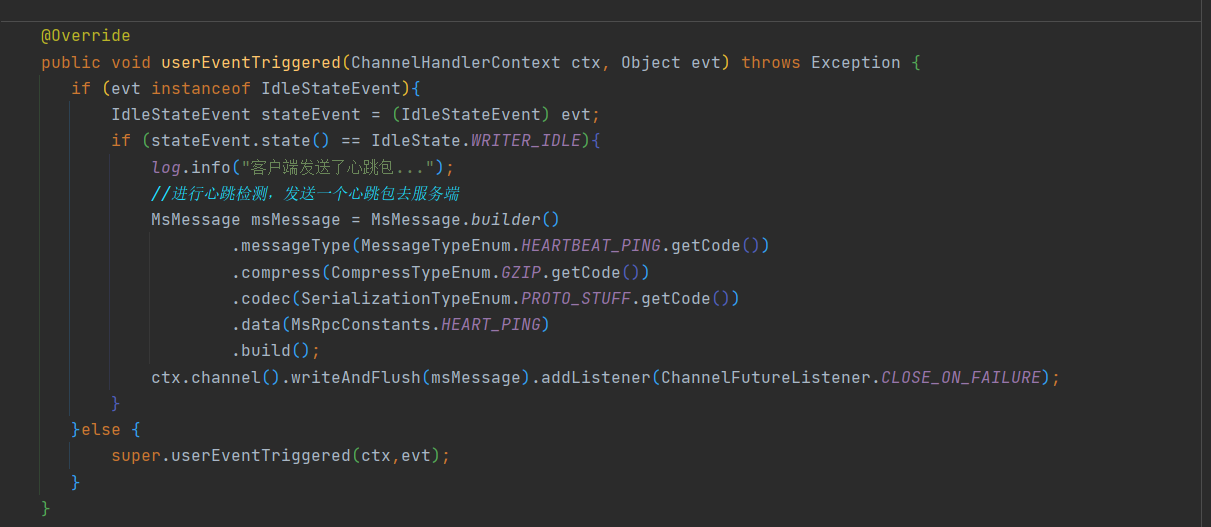 @Override
public void userEventTriggered(ChannelHandlerContext ctx, Object evt) throws Exception {
if (evt instanceof IdleStateEvent){
IdleStateEvent stateEvent = (IdleStateEvent) evt;
if (stateEvent.state() == IdleState.WRITER_IDLE){
log.info("客户端发送了心跳包...");
//进行心跳检测，发送一个心跳包去服务端
MsMessage msMessage = MsMessage.builder()
.messageType(MessageTypeEnum.HEARTBEAT_PING.getCode())
.compress(CompressTypeEnum.GZIP.getCode())
.codec(SerializationTypeEnum.PROTO_STUFF.getCode())
.data(MsRpcConstants.HEART_PING)
.build();
ctx.channel().writeAndFlush(msMessage).addListener(ChannelFutureListener.CLOSE_ON_FAILURE);
}
}else {
super.userEventTriggered(ctx,evt);
}
}